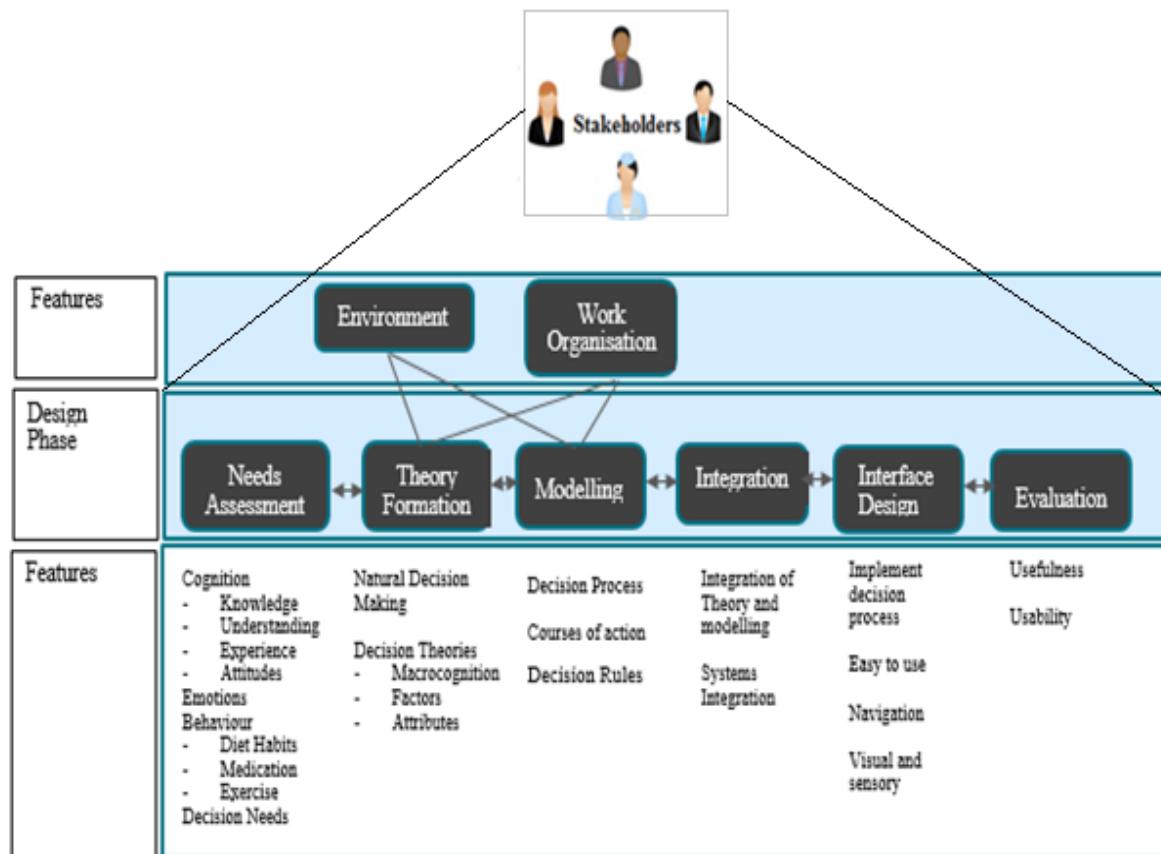 Stakeholders
Features
Environment
Work
Organisation
Design
Phase
Needs
Assessment
Theory
Formation
Modelling
Integration
Interface
Design
Evaluation
Features
Cognition
- Knowledge
- Understanding
- Experience
- Attitudes
Emotions
Behaviour
- Diet Habits
- Medication
- Exercise
Decision Needs
Natural Decision
Making
Decision Theories
- Macrocognition
- Factors
- Attributes
Decision Process
Courses of action
Decision Rules
Integration of
Theory and
modelling
Systems
Integration
Implement
decision
process
Easy to use
Navigation
Visual and
sensory
Usefulness
Usability